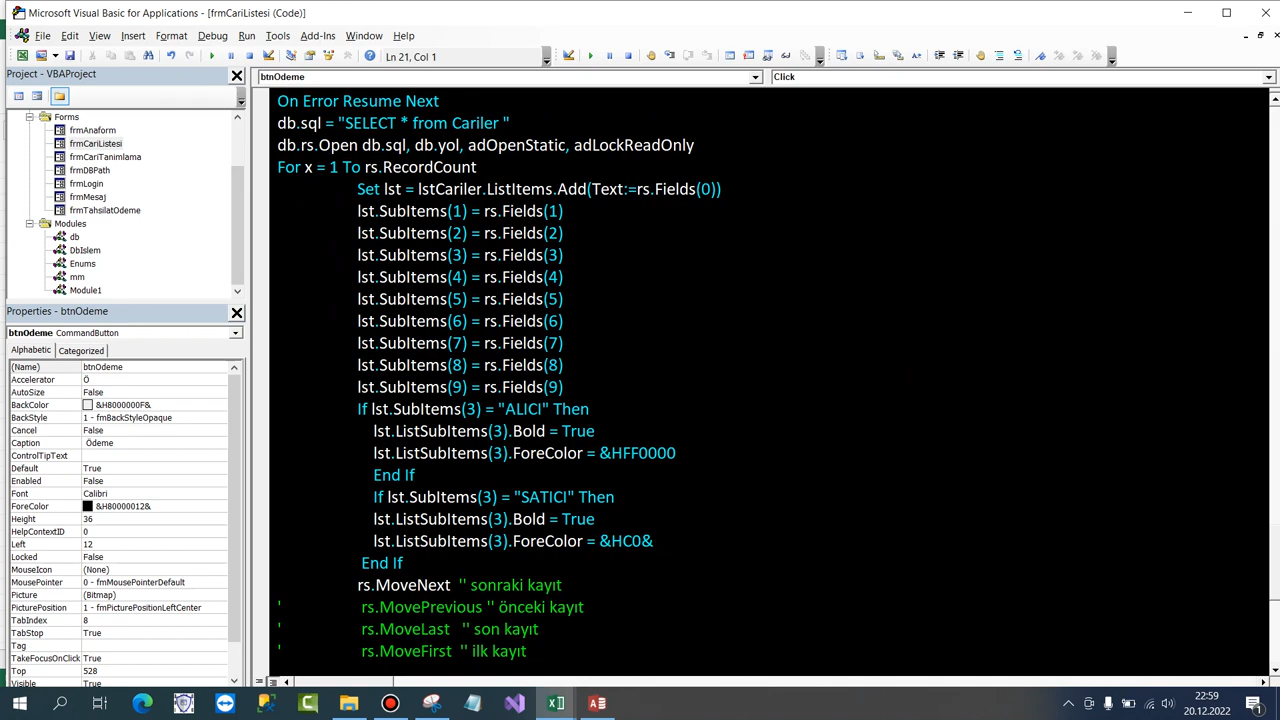 Microsoft Visual Basic for Applications - [frmCariListesi (Code)]
File Edit View Insert Format Debug Run Tools Add-Ins Window Help
Ln 21, Col 1
Project - VBAProject
Forms
frmAnaform
frmCariListesi
frmCariTanimlama
frmDBPath
frmLogin
frmMesaj
frmTahsilatOdeme
Modules
db
DbIslem
Enums
mm
Module1
Properties - btnOdeme
btnOdeme CommandButton
Alphabetic Categorized
(Name) btnOdeme
Accelerator Ö
AutoSize False
BackColor &H8000000F&
BackStyle 1 - fmBackStyleOpaque
Cancel False
Caption Ödeme
ControlTipText
Default True
Enabled False
Font Calibri
ForeColor &H80000012&
Height 36
HelpContextID 0
Left 12
Locked False
MouseIcon (None)
MousePointer 0 - fmMousePointerDefault
Picture (Bitmap)
PicturePosition 1 - fmPicturePositionLeftCenter
TabIndex 8
TabStop True
Tag
TakeFocusOnClick True
Top 528
Visible True
btnOdeme Click
On Error Resume Next
db.sql = "SELECT * from Cariler "
db.rs.Open db.sql, db.yol, adOpenStatic, adLockReadOnly
For x = 1 To rs.RecordCount
Set lst = lstCariler.ListItems.Add(Text:=rs.Fields(0))
lst.SubItems(1) = rs.Fields(1)
lst.SubItems(2) = rs.Fields(2)
lst.SubItems(3) = rs.Fields(3)
lst.SubItems(4) = rs.Fields(4)
lst.SubItems(5) = rs.Fields(5)
lst.SubItems(6) = rs.Fields(6)
lst.SubItems(7) = rs.Fields(7)
lst.SubItems(8) = rs.Fields(8)
lst.SubItems(9) = rs.Fields(9)
If lst.SubItems(3) = "ALICI" Then
lst.ListSubItems(3).Bold = True
lst.ListSubItems(3).ForeColor = &HFF0000
End If
If lst.SubItems(3) = "SATICI" Then
lst.ListSubItems(3).Bold = True
lst.ListSubItems(3).ForeColor = &HC0&
End If
rs.MoveNext '' sonraki kayıt
' rs.MovePrevious '' önceki kayıt
' rs.MoveLast '' son kayıt
' rs.MoveFirst '' ilk kayıt
22:59
20.12.2022